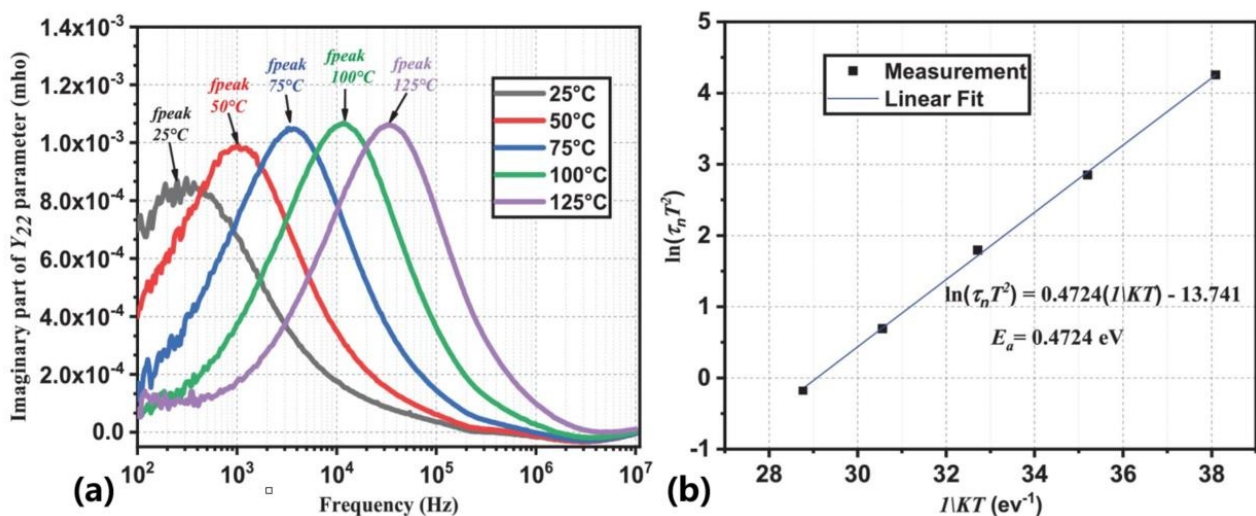 Imaginary part of Y22 parameter (mho)
1.4x10-3
1.2x10-3
1.0x10-3
8.0x10-4
6.0x10-4
4.0x10-4
2.0x10-4
0.0
fpeak
25°C
fpeak
50°C
fpeak
75°C
fpeak
100°C
fpeak
125°C
25°C
50°C
75°C
100°C
125°C
10² 10³ 10⁴ 10⁵ 10⁶ 10⁷
Frequency (Hz)
(a)
ln(τnT²)
5
4
3
2
1
0
-1
Measurement
Linear Fit
ln(τnT²) = 0.4724(1\KT) - 13.741
Ea= 0.4724 eV
28 30 32 34 36 38
1\KT (ev-1)
(b)